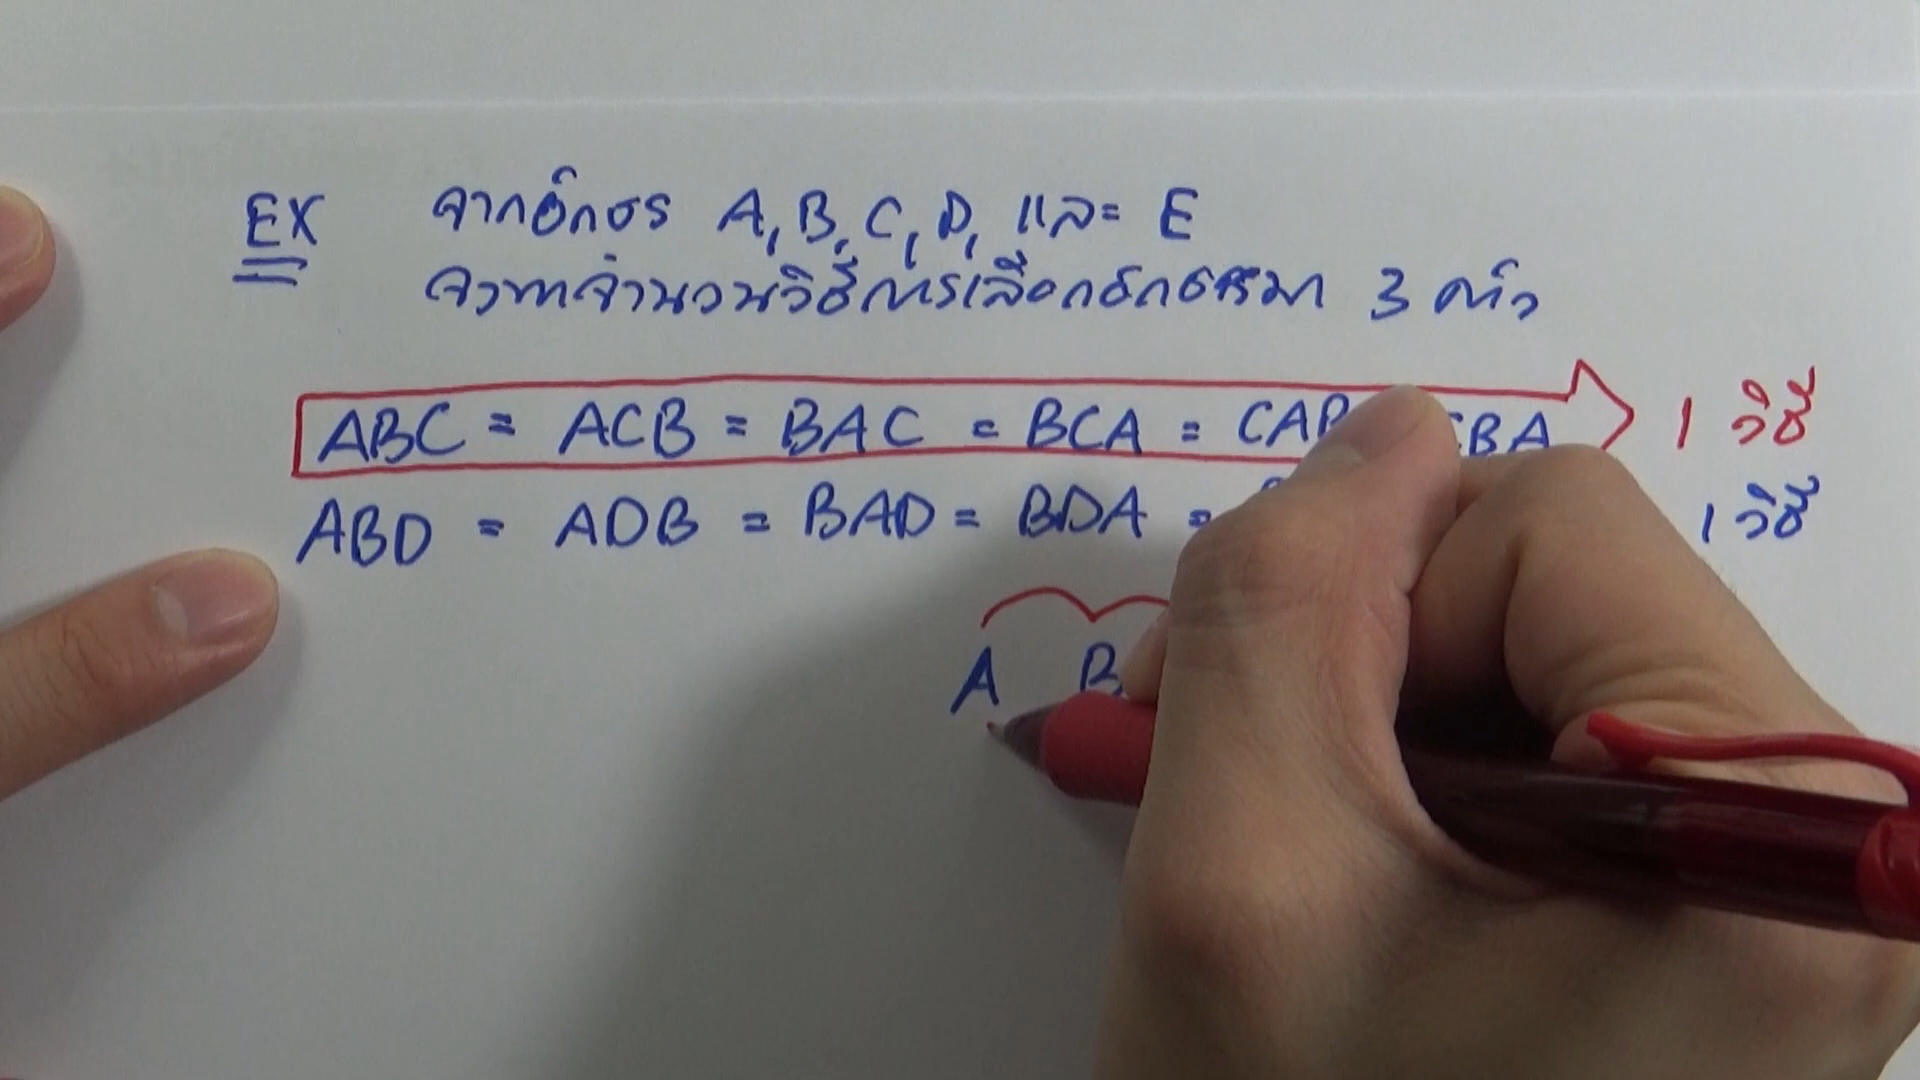 EX จากอักษร A, B, C, D, และ E
จงหาจำนวนวิธีการเลือกอักษรมา 3 ตัว
ABC = ACB = BAC = BCA = CAB CBA 1 วิธี
ABD = ADB = BAD = BDA = 1 วิธี
A B